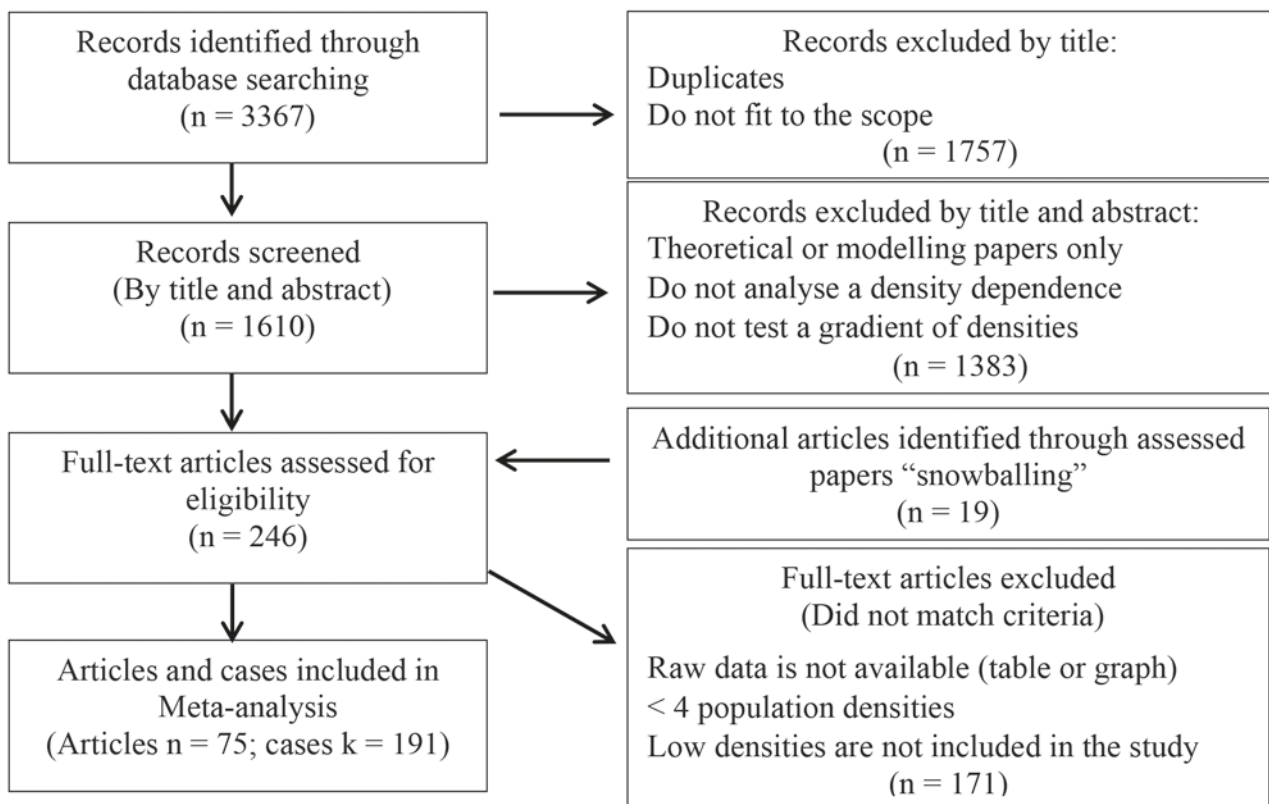 Records identified through
database searching
(n = 3367)
Records excluded by title:
Duplicates
Do not fit to the scope
(n = 1757)
Records screened
(By title and abstract)
n = 1610)
Records excluded by title and abstract:
Theoretical or modelling papers only
Do not analyse a density dependence
Do not test a gradient of densities
(n = 1383)
Full-text articles assessed for
eligibility
(n = 246)
Additional articles identified through assessed
papers “snowballing”
(n = 19)
Articles and cases included in
Meta-analysis
(Articles n = 75; cases k = 191)
Full-text articles excluded
(Did not match criteria)
Raw data is not available (table or graph)
< 4 population densities
Low densities are not included in the study
(n = 171)